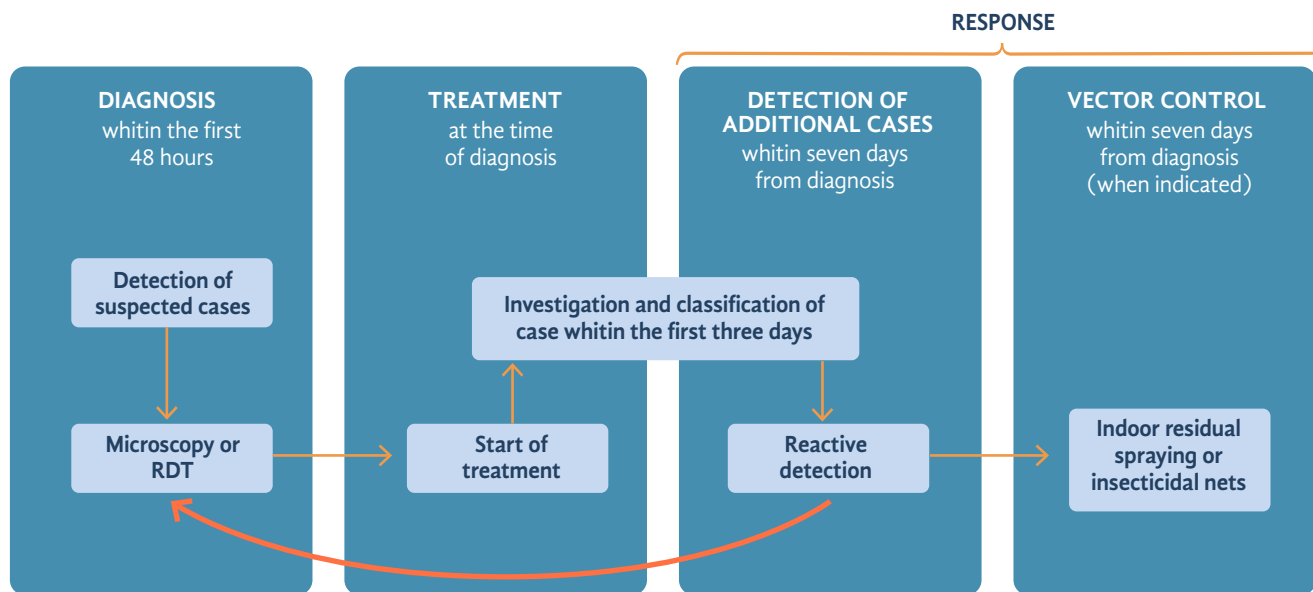 RESPONSE
DIAGNOSIS
whitin the first
48 hours
Detection of
suspected cases
Microscopy or
RDT
TREATMENT
at the time
of diagnosis
Investigation and classification of
case whitin the first three days
Start of
treatment
DETECTION OF
ADDITIONAL CASES
whitin seven days
from diagnosis
Reactive
detection
VECTOR CONTROL
whitin seven days
from diagnosis
(when indicated)
Indoor residual
spraying or
insecticidal nets